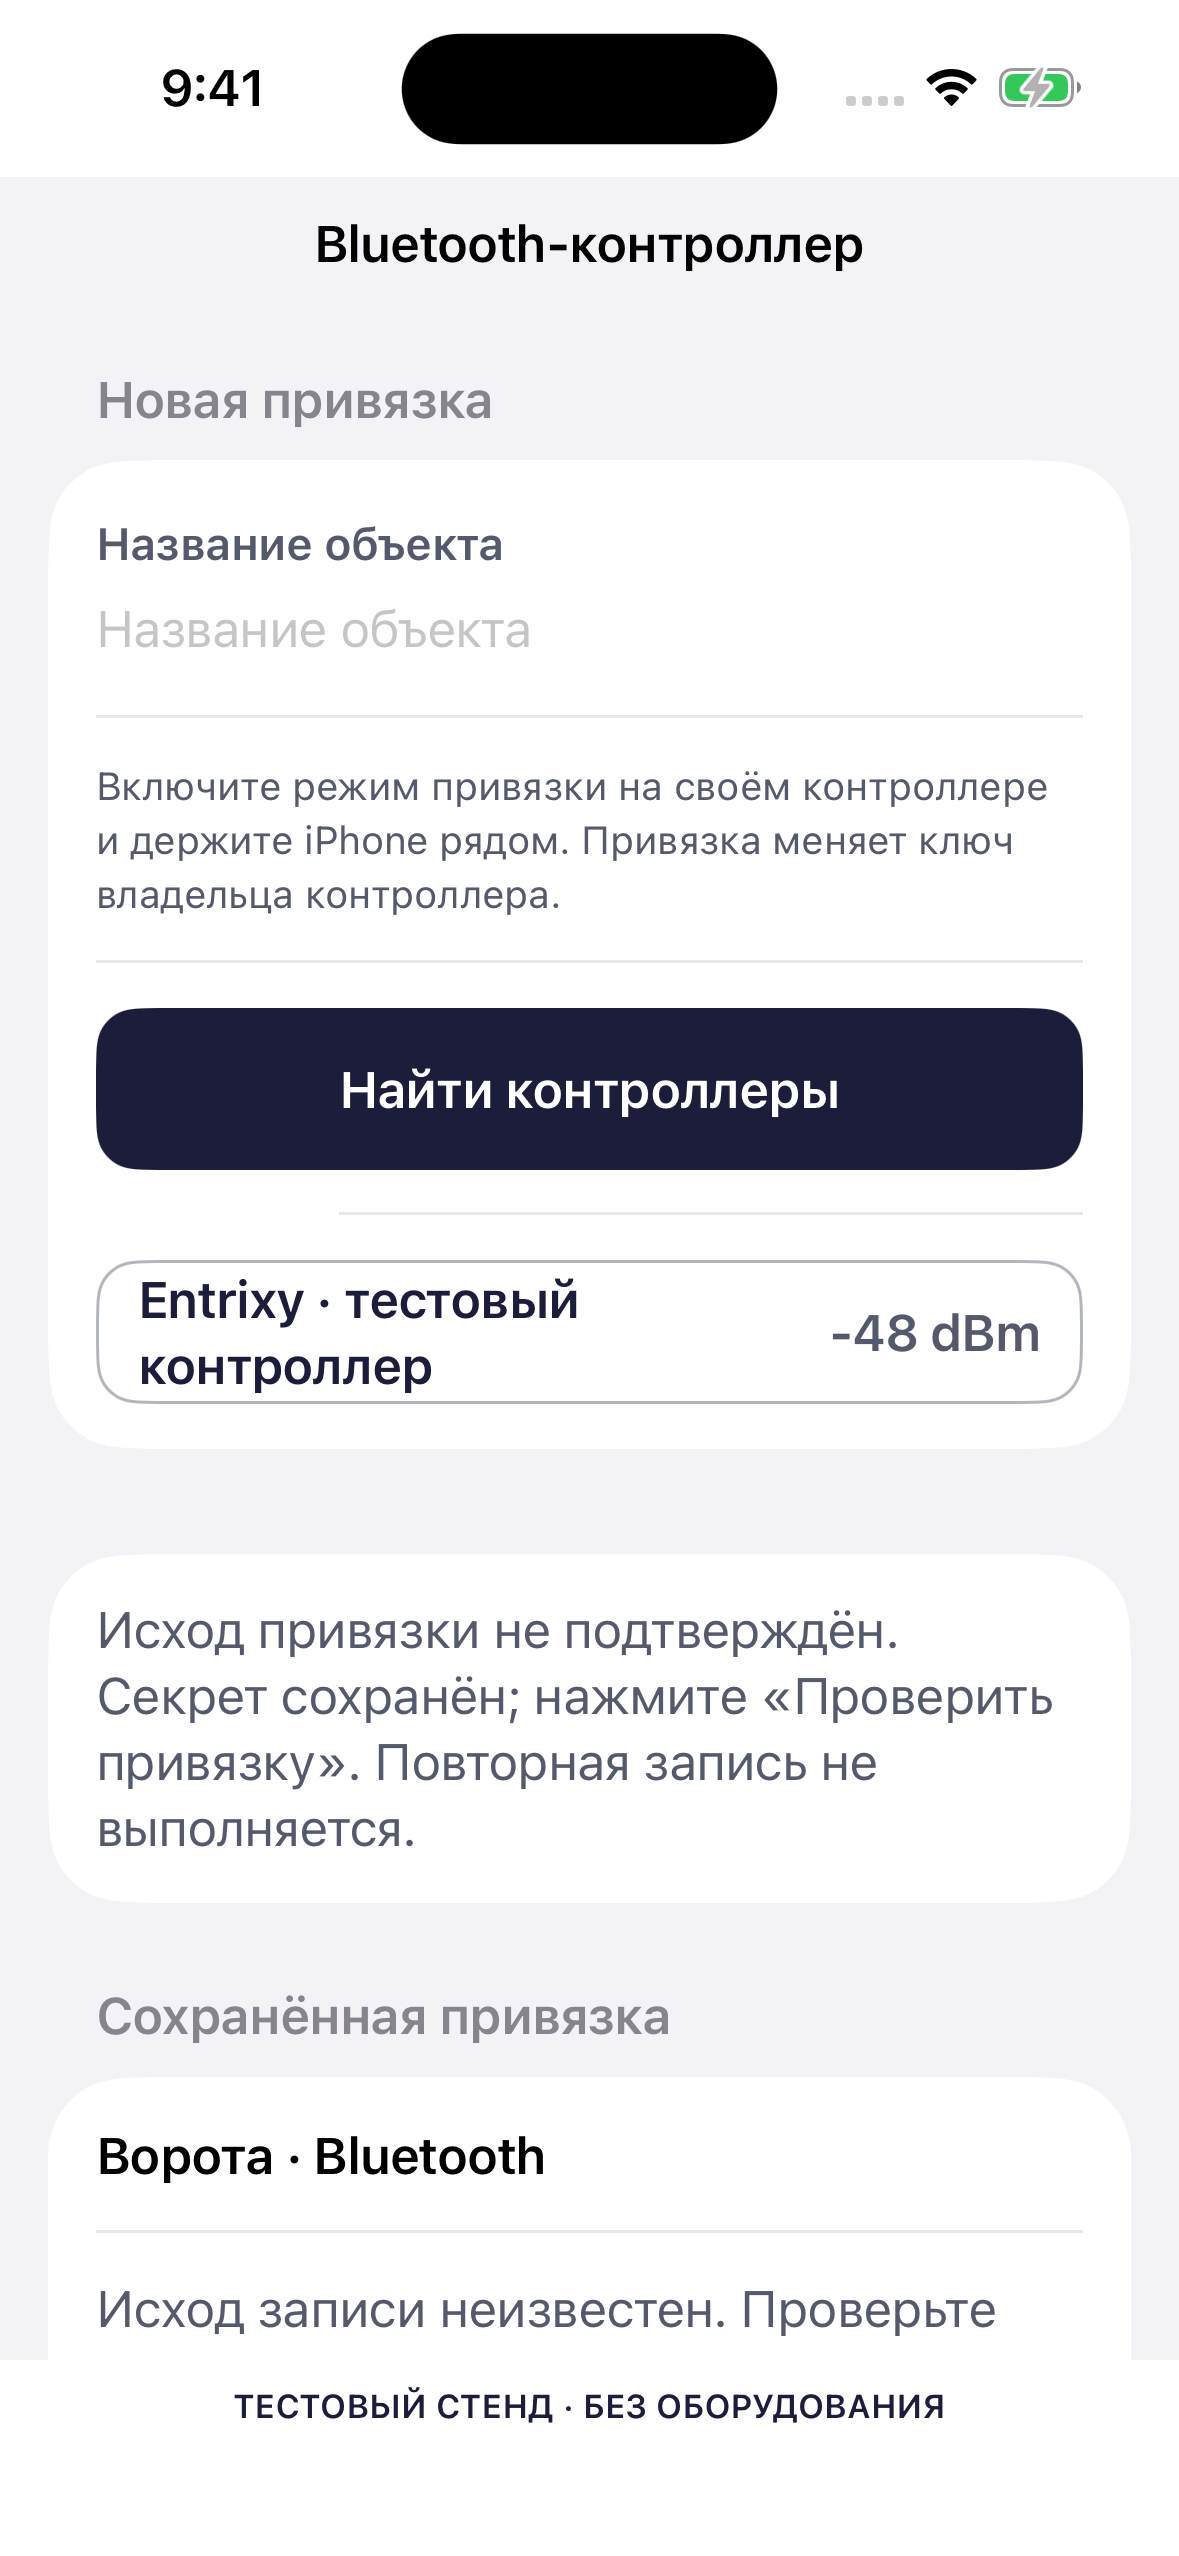 9:41
Bluetooth-контроллер
Новая привязка
Название объекта
Название объекта
Включите режим привязки на своём контроллере
и держите iPhone рядом. Привязка меняет ключ
владельца контроллера.
Найти контроллеры
Entrixy · тестовый
контроллер
-48 dBm
Исход привязки не подтверждён.
Секрет сохранён; нажмите «Проверить
привязку». Повторная запись не
выполняется.
Сохранённая привязка
Ворота · Bluetooth
Исход записи неизвестен. Проверьте
ТЕСТОВЫЙ СТЕНД · БЕЗ ОБОРУДОВАНИЯ